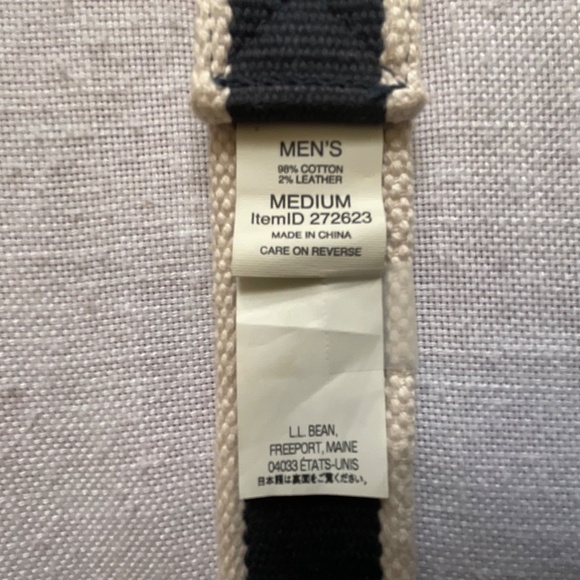 MEN'S
98% COTTON
2% LEATHER
MEDIUM
ItemID 272623
MADE IN CHINA
CARE ON REVERSE
L.L. BEAN,
FREEPORT, MAINE
04033 ÉTATS-UNIS
日本語は裏面をご覧ください。